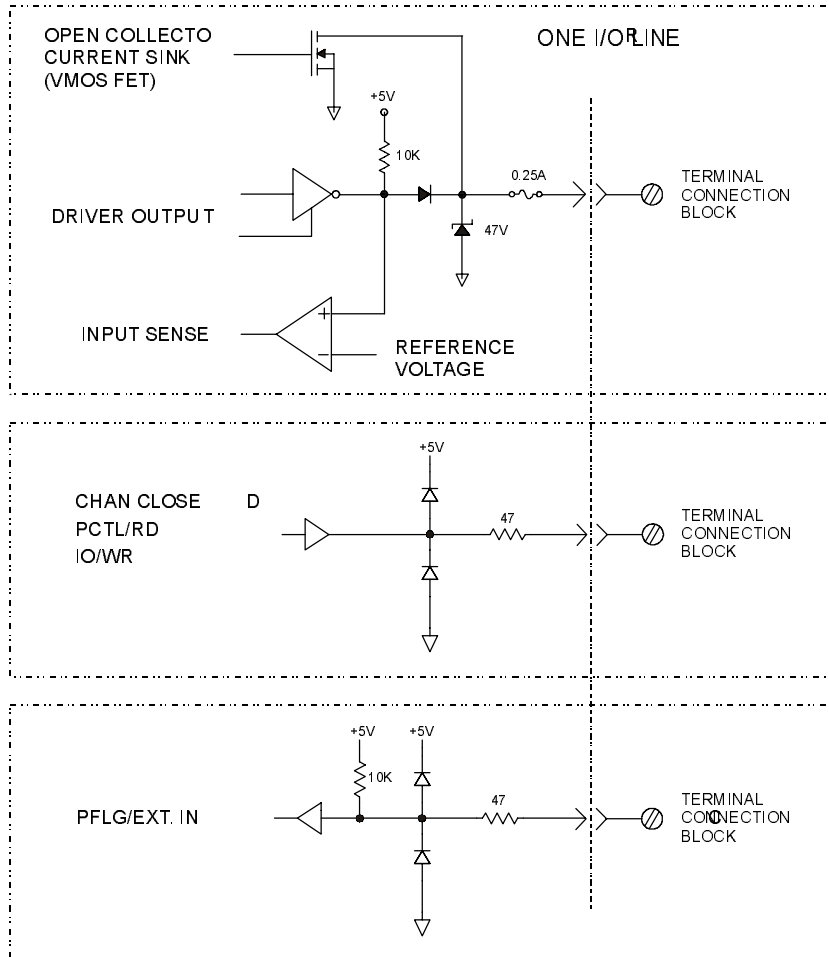 OPEN COLLECTO
CURRENT SINK
(VMOS FET)
ONE I/OR LINE
+5V
10K
0.25A
TERMINAL
CONNECTION
BLOCK
DRIVER OUTPUT
47V
INPUT SENSE
+
−
REFERENCE
VOLTAGE
+5V
CHAN CLOSE D
PCTL/RD
IO/WR
47
TERMINAL
CONNECTION
BLOCK
+5V
+5V
10K
PFLG/EXT. IN
47
TERMINAL
CONNECTION
BLOCK